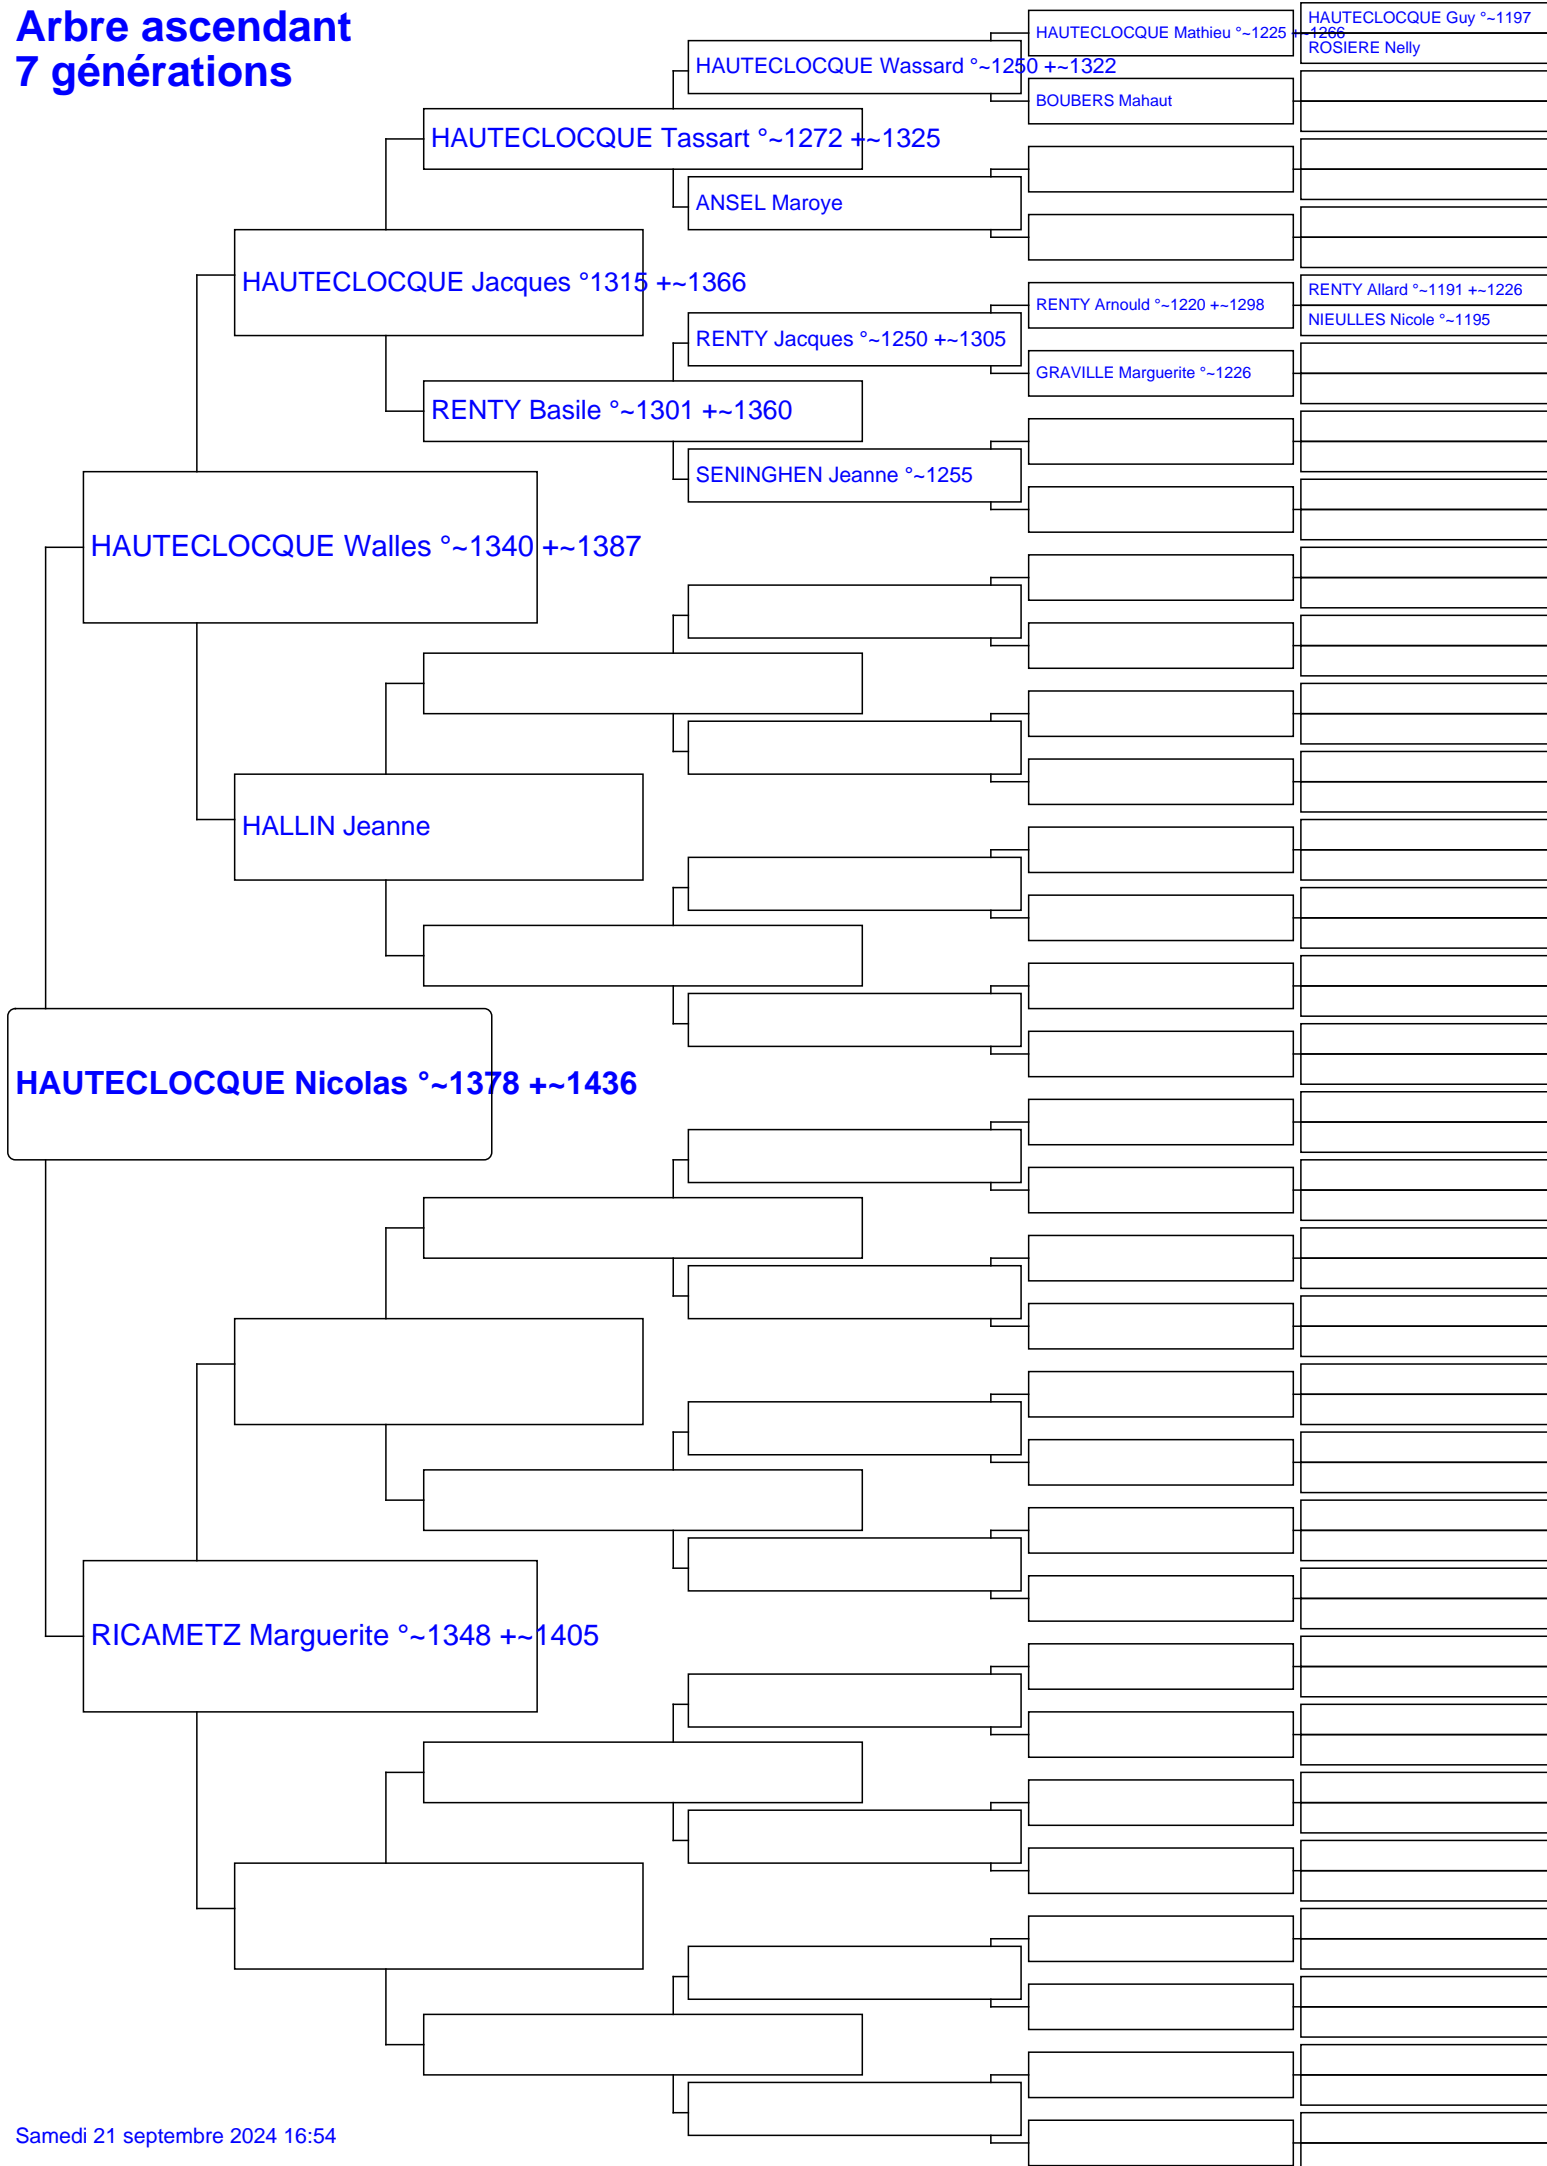 Arbre ascendant
7 générations
HAUTECLOCQUE Guy °~1197
HAUTECLOCQUE Mathieu °~1225 +~1266
ROSIERE Nelly
HAUTECLOCQUE Wassard °~1250 +~1322
BOUBERS Mahaut
HAUTECLOCQUE Tassart °~1272 +~1325
ANSEL Maroye
HAUTECLOCQUE Jacques °1315 +~1366
RENTY Allard °~1191 +~1226
RENTY Arnould °~1220 +~1298
NIEULLES Nicole °~1195
RENTY Jacques °~1250 +~1305
GRAVILLE Marguerite °~1226
RENTY Basile °~1301 +~1360
SENINGHEN Jeanne °~1255
HAUTECLOCQUE Walles °~1340 +~1387
HALLIN Jeanne
HAUTECLOCQUE Nicolas °~1378 +~1436
RICAMETZ Marguerite °~1348 +~1405
Samedi 21 septembre 2024 16:54